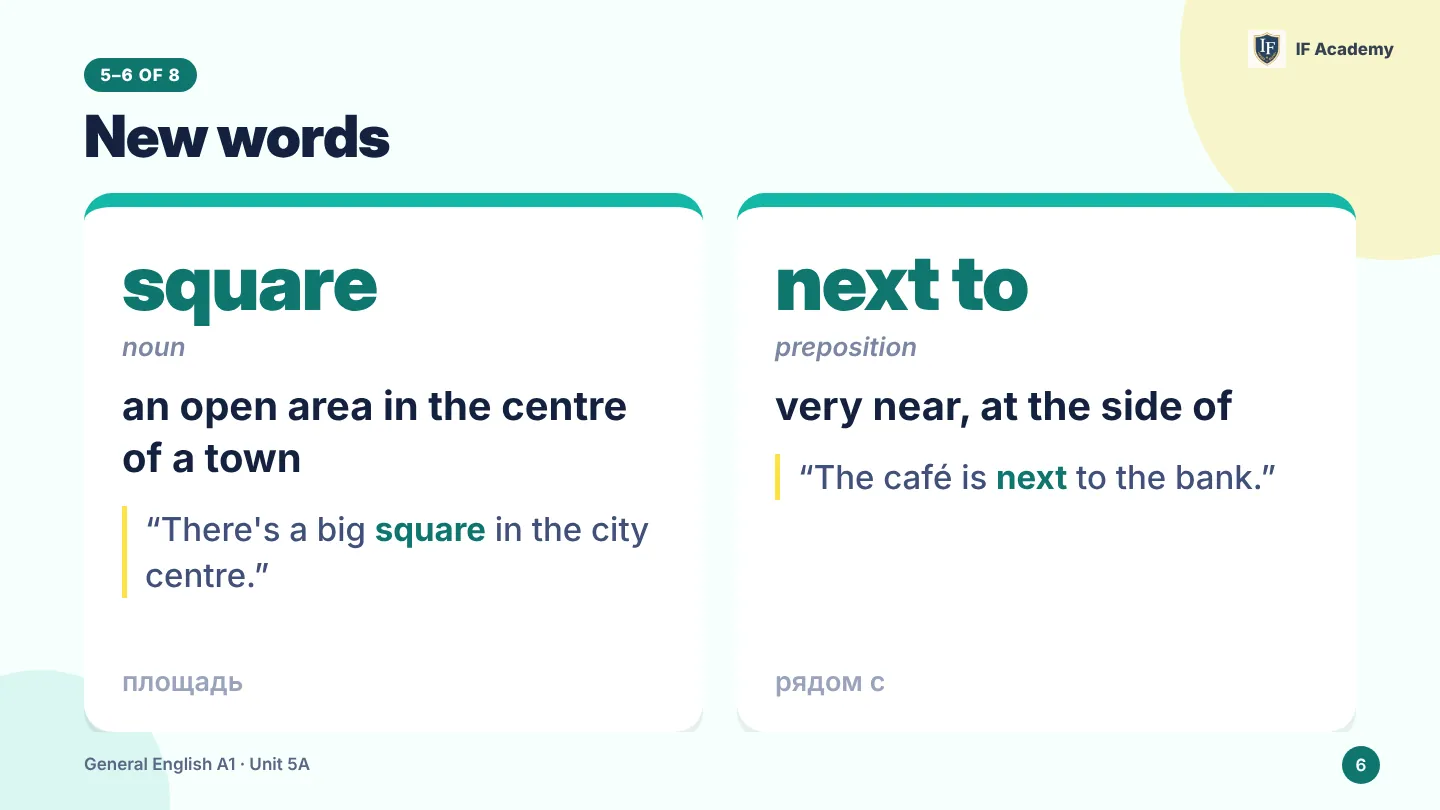 IF
IF Academy
5–6 OF 8
New words
square
noun
an open area in the centre
of a town
“There's a big square in the city
centre.”
площадь
next to
preposition
very near, at the side of
“The café is next to the bank.”
рядом с
General English A1 · Unit 5A
6